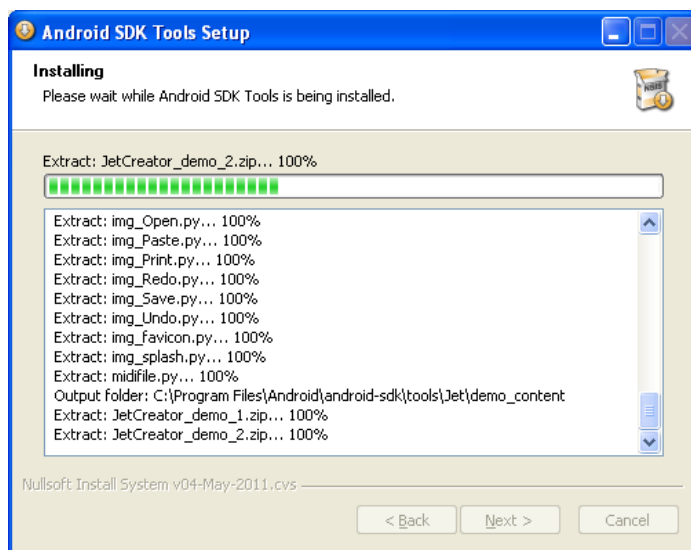 Android SDK Tools Setup
Installing
Please wait while Android SDK Tools is being installed.
NSIS
Extract: JetCreator_demo_2.zip... 100%
Extract: img_Open.py... 100%
Extract: img_Paste.py... 100%
Extract: img_Print.py... 100%
Extract: img_Redo.py... 100%
Extract: img_Save.py... 100%
Extract: img_Undo.py... 100%
Extract: img_favicon.py... 100%
Extract: img_splash.py... 100%
Extract: midifile.py... 100%
Output folder: C:\Program Files\Android\android-sdk\tools\Jet\demo_content
Extract: JetCreator_demo_1.zip... 100%
Extract: JetCreator_demo_2.zip... 100%
Nullsoft Install System v04-May-2011.cvs
< Back
Next >
Cancel